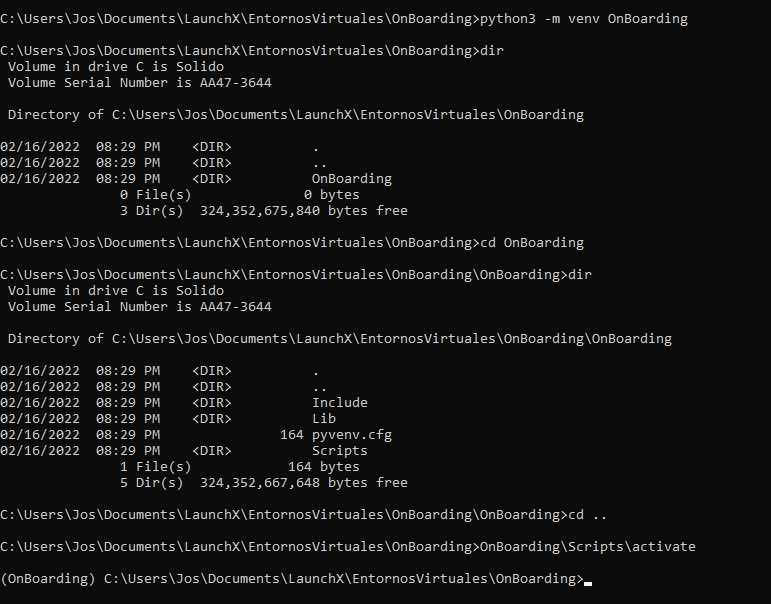 C:\Users\Jos\Documents\LaunchX\EntornosVirtuales\OnBoarding>python3 -m venv OnBoarding
C:\Users\Jos\Documents\LaunchX\EntornosVirtuales\OnBoarding>dir
 Volume in drive C is Solido
 Volume Serial Number is AA47-3644
 Directory of C:\Users\Jos\Documents\LaunchX\EntornosVirtuales\OnBoarding
02/16/2022  08:29 PM    <DIR>          .
02/16/2022  08:29 PM    <DIR>          ..
02/16/2022  08:29 PM    <DIR>          OnBoarding
               0 File(s)              0 bytes
               3 Dir(s)  324,352,675,840 bytes free
C:\Users\Jos\Documents\LaunchX\EntornosVirtuales\OnBoarding>cd OnBoarding
C:\Users\Jos\Documents\LaunchX\EntornosVirtuales\OnBoarding\OnBoarding>dir
 Volume in drive C is Solido
 Volume Serial Number is AA47-3644
 Directory of C:\Users\Jos\Documents\LaunchX\EntornosVirtuales\OnBoarding\OnBoarding
02/16/2022  08:29 PM    <DIR>          .
02/16/2022  08:29 PM    <DIR>          ..
02/16/2022  08:29 PM    <DIR>          Include
02/16/2022  08:29 PM    <DIR>          Lib
02/16/2022  08:29 PM               164 pyvenv.cfg
02/16/2022  08:29 PM    <DIR>          Scripts
               1 File(s)            164 bytes
               5 Dir(s)  324,352,667,648 bytes free
C:\Users\Jos\Documents\LaunchX\EntornosVirtuales\OnBoarding\OnBoarding>cd ..
C:\Users\Jos\Documents\LaunchX\EntornosVirtuales\OnBoarding>OnBoarding\Scripts\activate
(OnBoarding) C:\Users\Jos\Documents\LaunchX\EntornosVirtuales\OnBoarding>